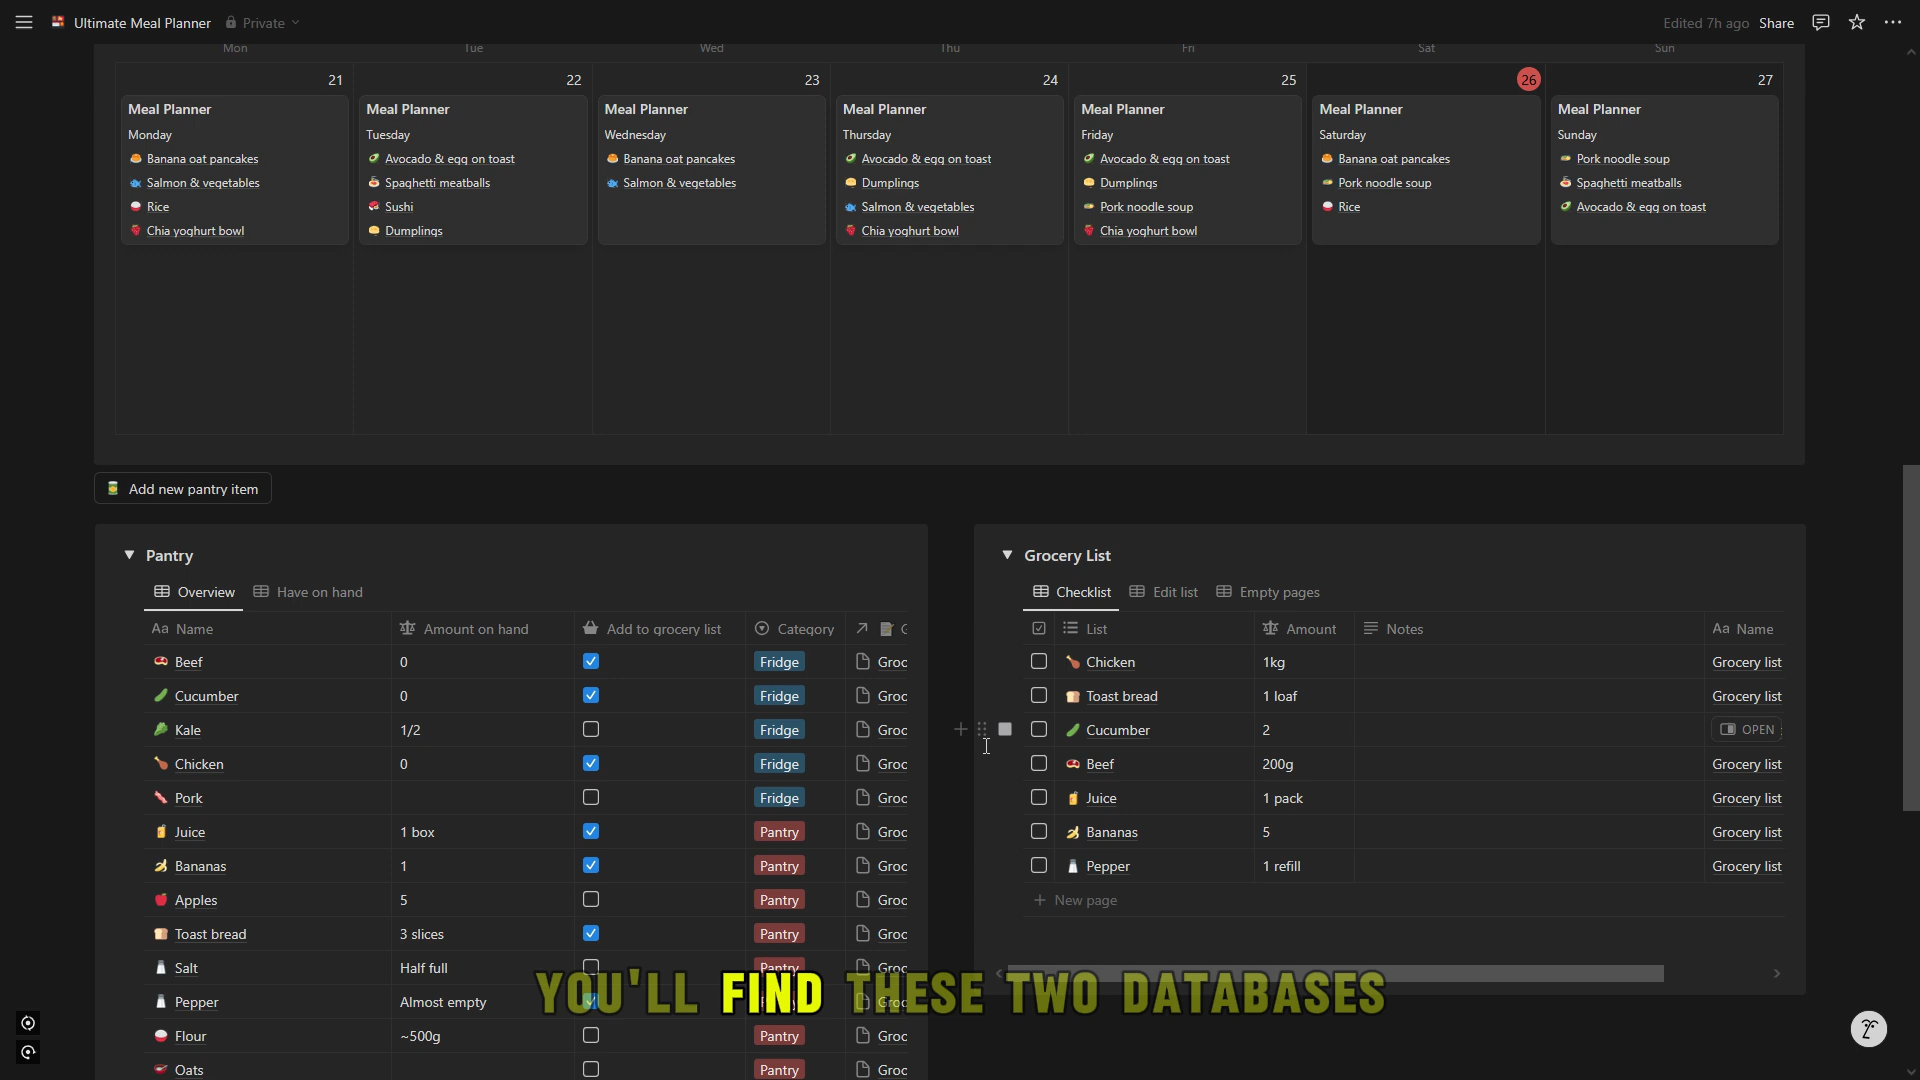 Ultimate Meal Planner Private Edited 7h ago Share
Mon Tue Wed Thu Fri Sat Sun
21 22 23 24 25 26 27
Meal Planner Meal Planner Meal Planner Meal Planner Meal Planner Meal Planner Meal Planner
Monday Tuesday Wednesday Thursday Friday Saturday Sunday
Banana oat pancakes Avocado & egg on toast Banana oat pancakes Avocado & egg on toast Avocado & egg on toast Banana oat pancakes Pork noodle soup
Salmon & vegetables Spaghetti meatballs Salmon & vegetables Dumplings Dumplings Pork noodle soup Spaghetti meatballs
Rice Sushi Salmon & vegetables Pork noodle soup Rice Avocado & egg on toast
Chia yoghurt bowl Dumplings Chia yoghurt bowl Chia yoghurt bowl
Add new pantry item
Pantry
Overview Have on hand
Aa Name Amount on hand Add to grocery list Category G
Beef 0 Fridge Groc
Cucumber 0 Fridge Groc
Kale 1/2 Fridge Groc
Chicken 0 Fridge Groc
Pork Fridge Groc
Juice 1 box Pantry Groc
Bananas 1 Pantry Groc
Apples 5 Pantry Groc
Toast bread 3 slices Pantry Groc
Salt Half full Pantry Groc
Pepper Almost empty
Flour ~500g Pantry Groc
Oats Pantry Groc
Grocery List
Checklist Edit list Empty pages
List Amount Notes Aa Name
Chicken 1kg Grocery list
Toast bread 1 loaf Grocery list
Cucumber 2 OPEN
Beef 200g Grocery list
Juice 1 pack Grocery list
Bananas 5 Grocery list
Pepper 1 refill Grocery list
New page
YOU'LL FIND THESE TWO DATABASES